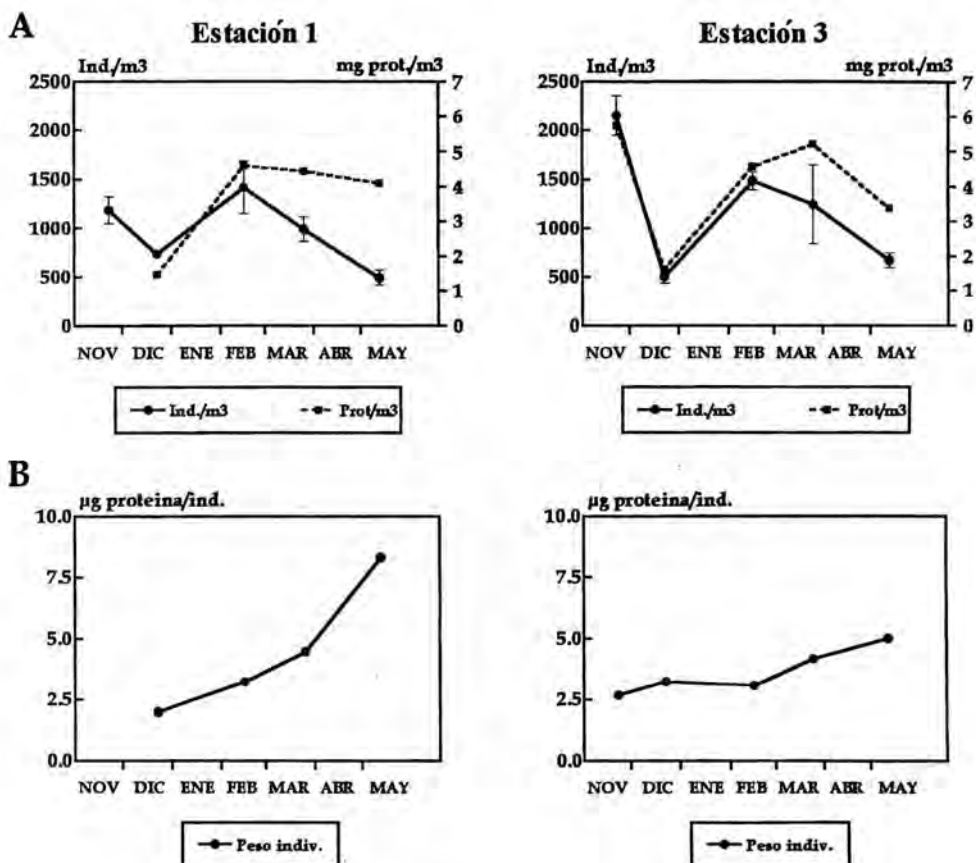 A
Estación 1
Estación 3
Ind./m3
mg prot./m3
2500
2000
1500
1000
500
0
7
6
5
4
3
2
1
0
NOV DIC ENE FEB MAR ABR MAY
Ind./m3
Prot/m3
Ind./m3
mg prot./m3
2500
2000
1500
1000
500
0
7
6
5
4
3
2
1
0
NOV DIC ENE FEB MAR ABR MAY
Ind./m3
Prot/m3
B
µg proteina/ind.
10.0
7.5
5.0
2.5
0.0
NOV DIC ENE FEB MAR ABR MAY
Peso indiv.
µg proteina/ind.
10.0
7.5
5.0
2.5
0.0
NOV DIC ENE FEB MAR ABR MAY
Peso indiv.